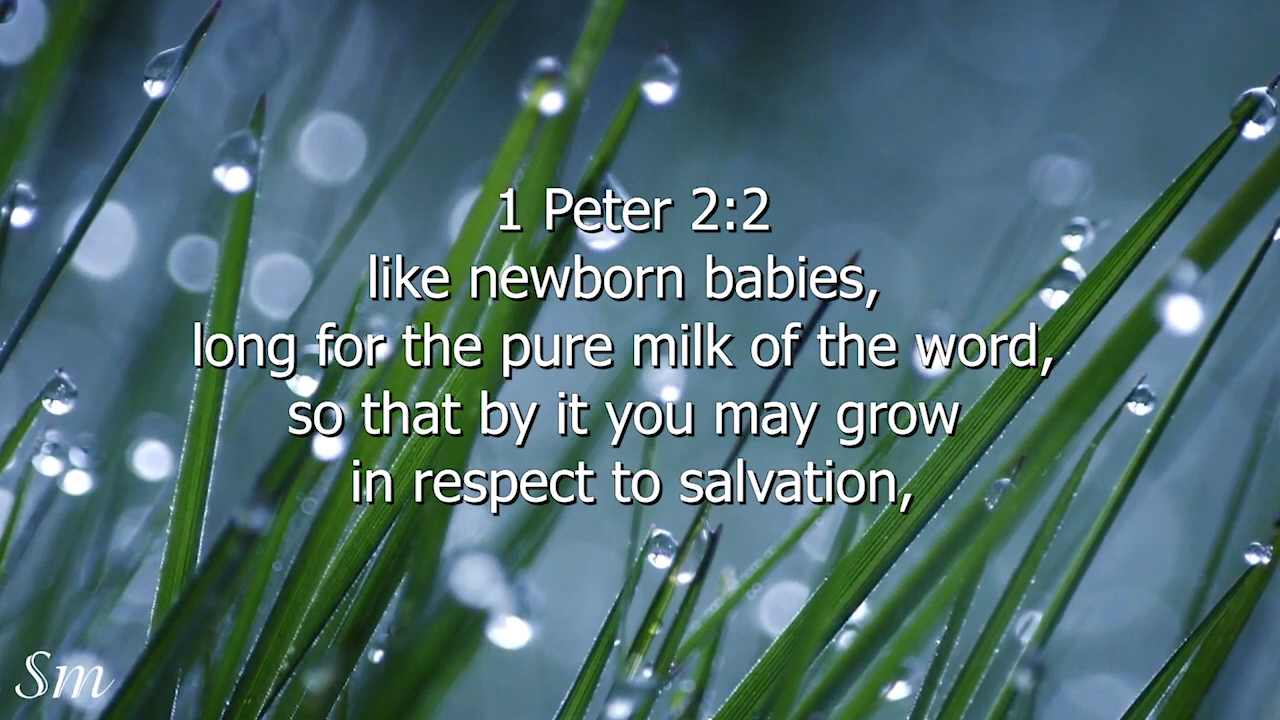 1 Peter 2:2
like newborn babies,
long for the pure milk of the word,
so that by it you may grow
in respect to salvation,
Sm